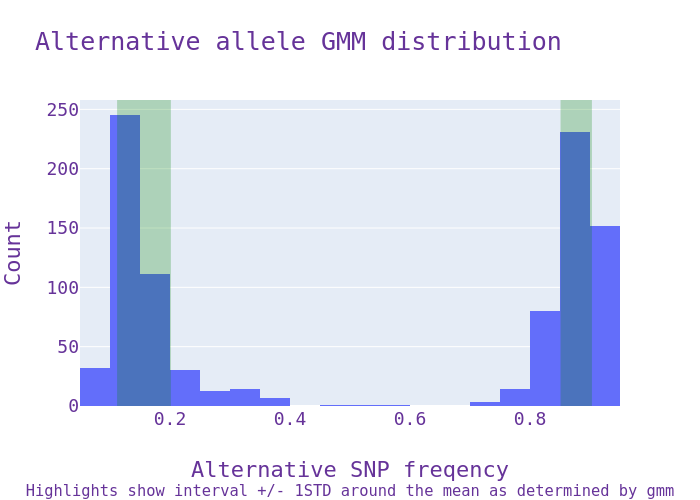 Alternative allele GMM distribution
250
200
150
100
50
0
Count
0.2 0.4 0.6 0.8
Alternative SNP freqency
Highlights show interval +/- 1STD around the mean as determined by gmm